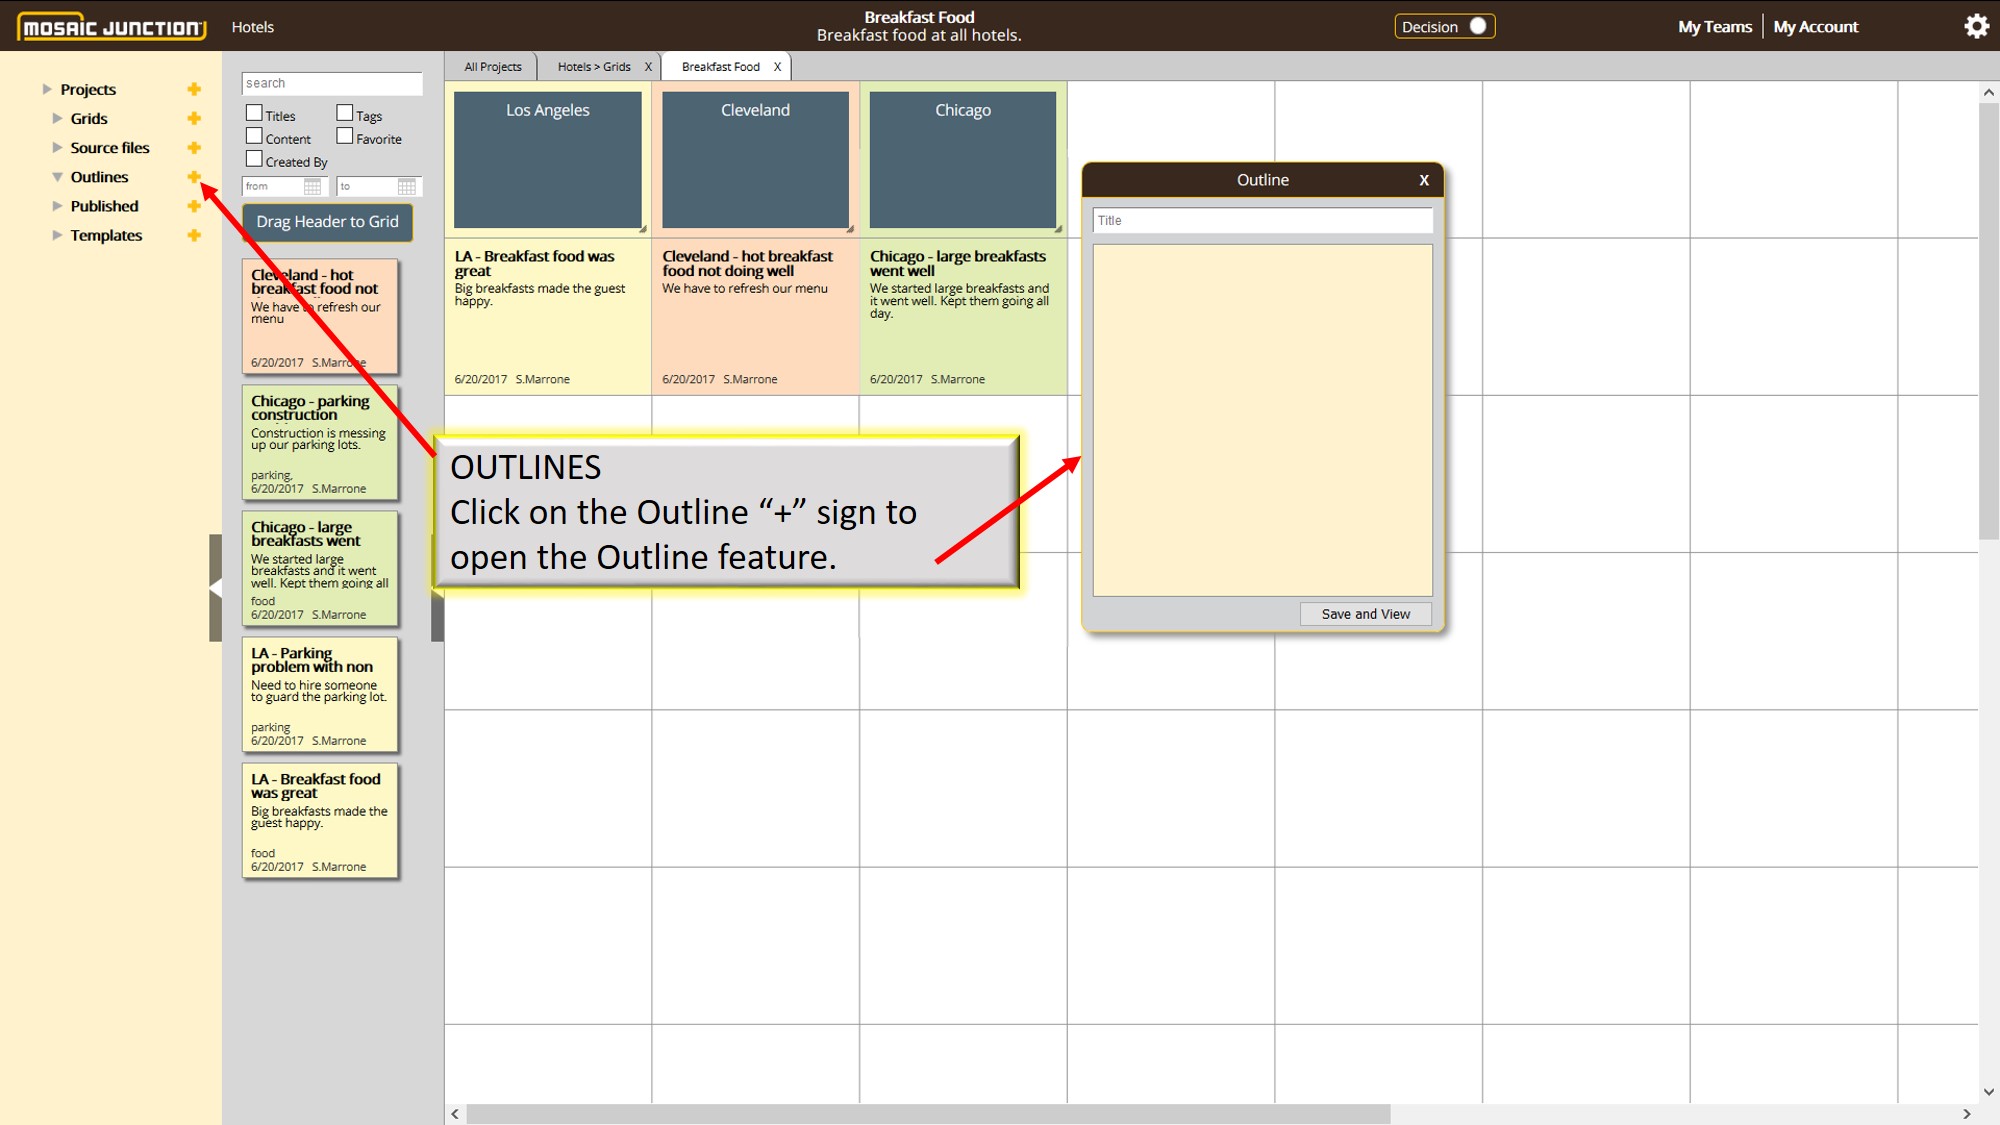 MOSAIC JUNCTION
Hotels
Breakfast Food
Breakfast food at all hotels.
Decision
My Teams
My Account
Projects
Grids
Source files
Outlines
Published
Templates
search
Titles
Tags
Content
Favorite
Created By
from
to
Drag Header to Grid
Cleveland - hot
breakfast food not
We have to refresh our
menu
6/20/2017 S.Marrone
Chicago - parking
construction
Construction is messing
up our parking lots.
parking,
6/20/2017 S.Marrone
Chicago - large
breakfasts went
We started large
breakfasts and it went
well. Kept them going all
food
6/20/2017 S.Marrone
LA - Parking
problem with non
Need to hire someone
to guard the parking lot.
parking
6/20/2017 S.Marrone
LA - Breakfast food
was great
Big breakfasts made the
guest happy.
food
6/20/2017 S.Marrone
All Projects
Hotels > Grids X
Breakfast Food X
Los Angeles
Cleveland
Chicago
LA - Breakfast food was
great
Big breakfasts made the guest
happy.
6/20/2017 S.Marrone
Cleveland - hot breakfast
food not doing well
We have to refresh our menu
6/20/2017 S.Marrone
Chicago - large breakfasts
went well
We started large breakfasts and
it went well. Kept them going all
day.
6/20/2017 S.Marrone
OUTLINES
Click on the Outline “+” sign to
open the Outline feature.
Outline X
Title
Save and View